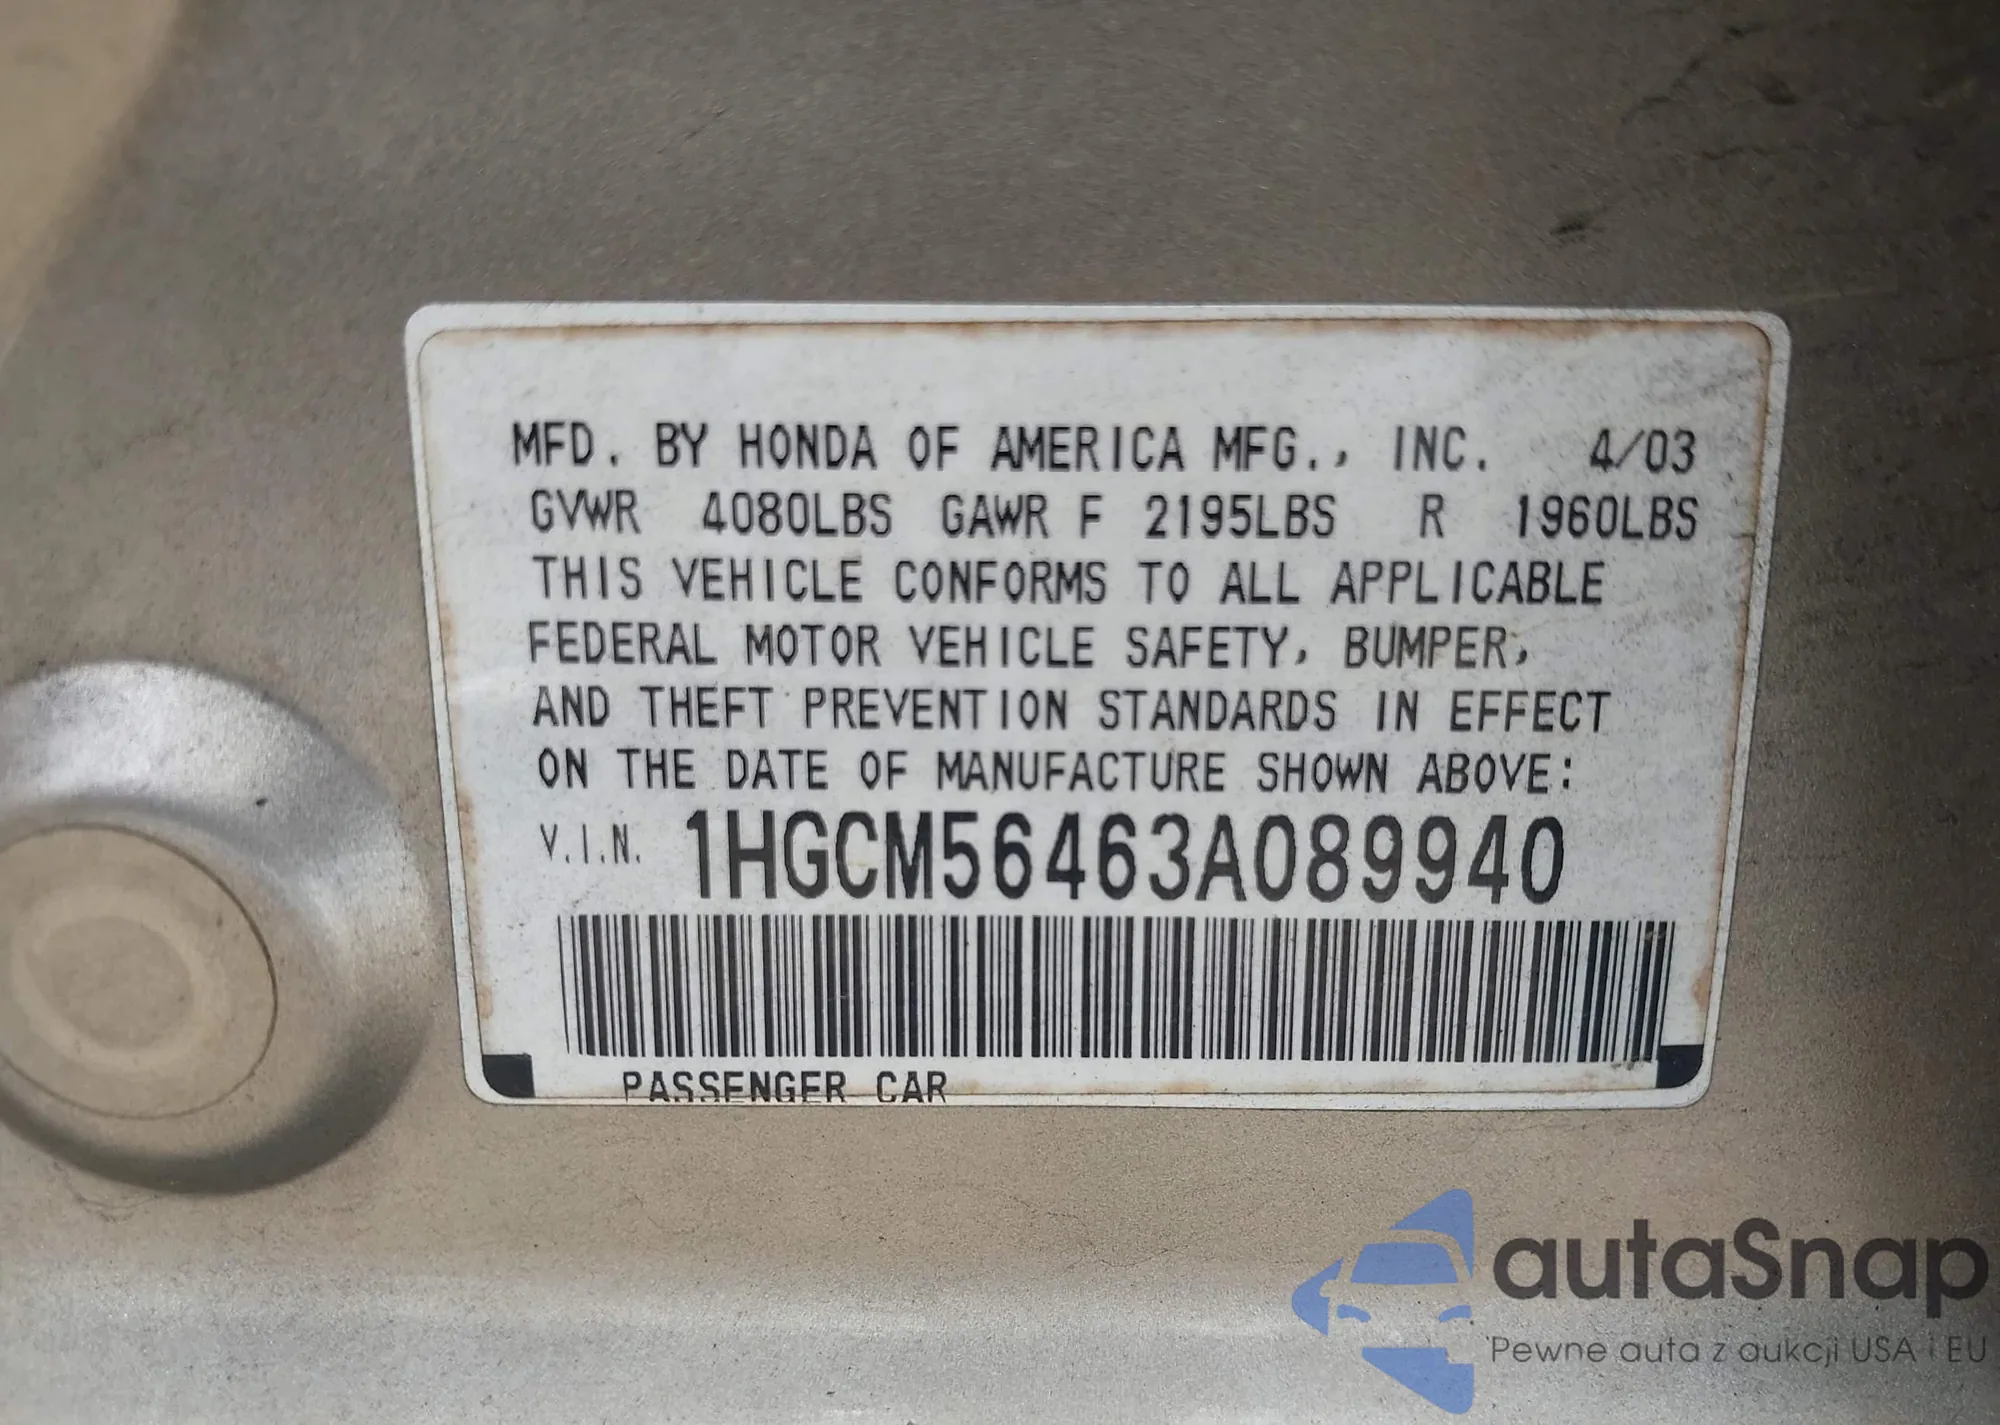 MFD. BY HONDA OF AMERICA MFG., INC. 4/03
GVWR 4080LBS GAWR F 2195LBS R 1960LBS
THIS VEHICLE CONFORMS TO ALL APPLICABLE
FEDERAL MOTOR VEHICLE SAFETY, BUMPER,
AND THEFT PREVENTION STANDARDS IN EFFECT
ON THE DATE OF MANUFACTURE SHOWN ABOVE:
V.I.N. 1HGCM56463A089940
PASSENGER CAR
autaSnap
Pewne auta z aukcji USA i EU